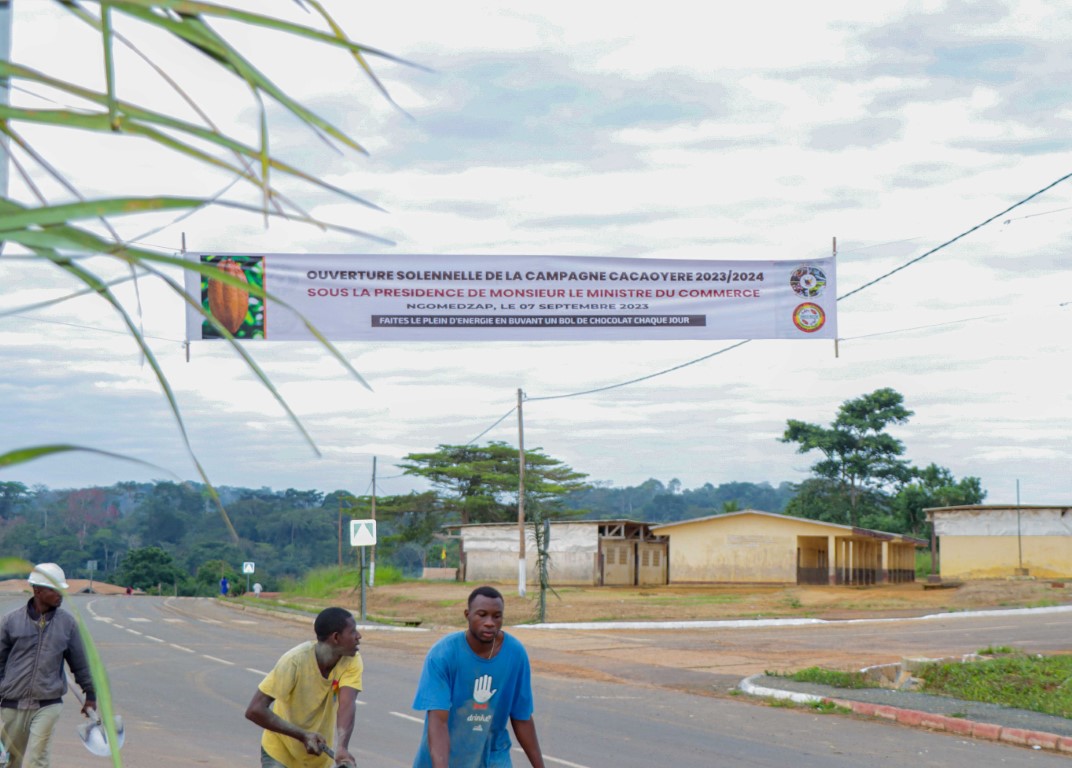 OUVERTURE SOLENNELLE DE LA CAMPAGNE CACAOYERE 2023/2024
SOUS LA PRESIDENCE DE MONSIEUR LE MINISTRE DU COMMERCE
NGOMEDZAP, LE 07 SEPTEMBRE 2023
FAITES LE PLEIN D'ENERGIE EN BUVANT UN BOL DE CHOCOLAT CHAQUE JOUR